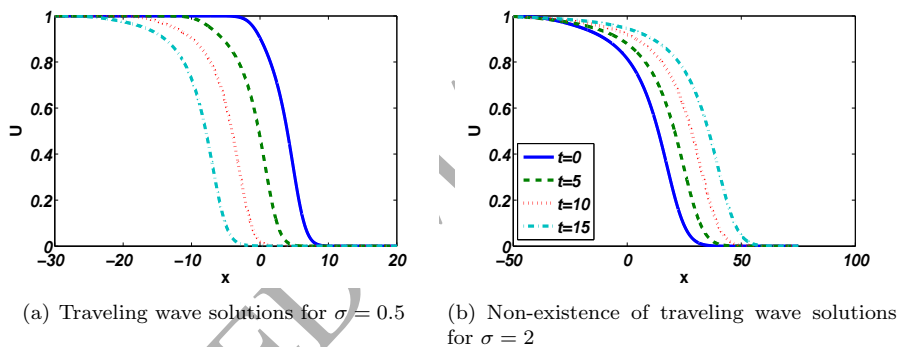 1
0.8
0.6
0.4
0.2
0
U
−30
−20
−10
0
10
20
x
(a) Traveling wave solutions for σ = 0.5
1
0.8
0.6
0.4
0.2
0
U
t=0
t=5
t=10
t=15
−50
0
50
100
x
(b) Non-existence of traveling wave solutions
for σ = 2